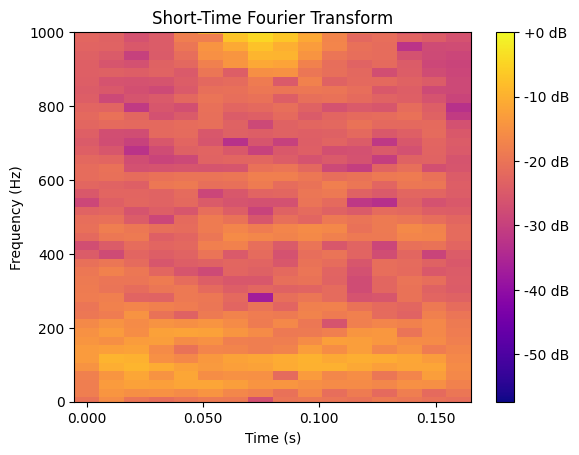 Short-Time Fourier Transform
1000
800
600
400
200
0
Frequency (Hz)
0.000
0.050
0.100
0.150
Time (s)
+0 dB
-10 dB
-20 dB
-30 dB
-40 dB
-50 dB